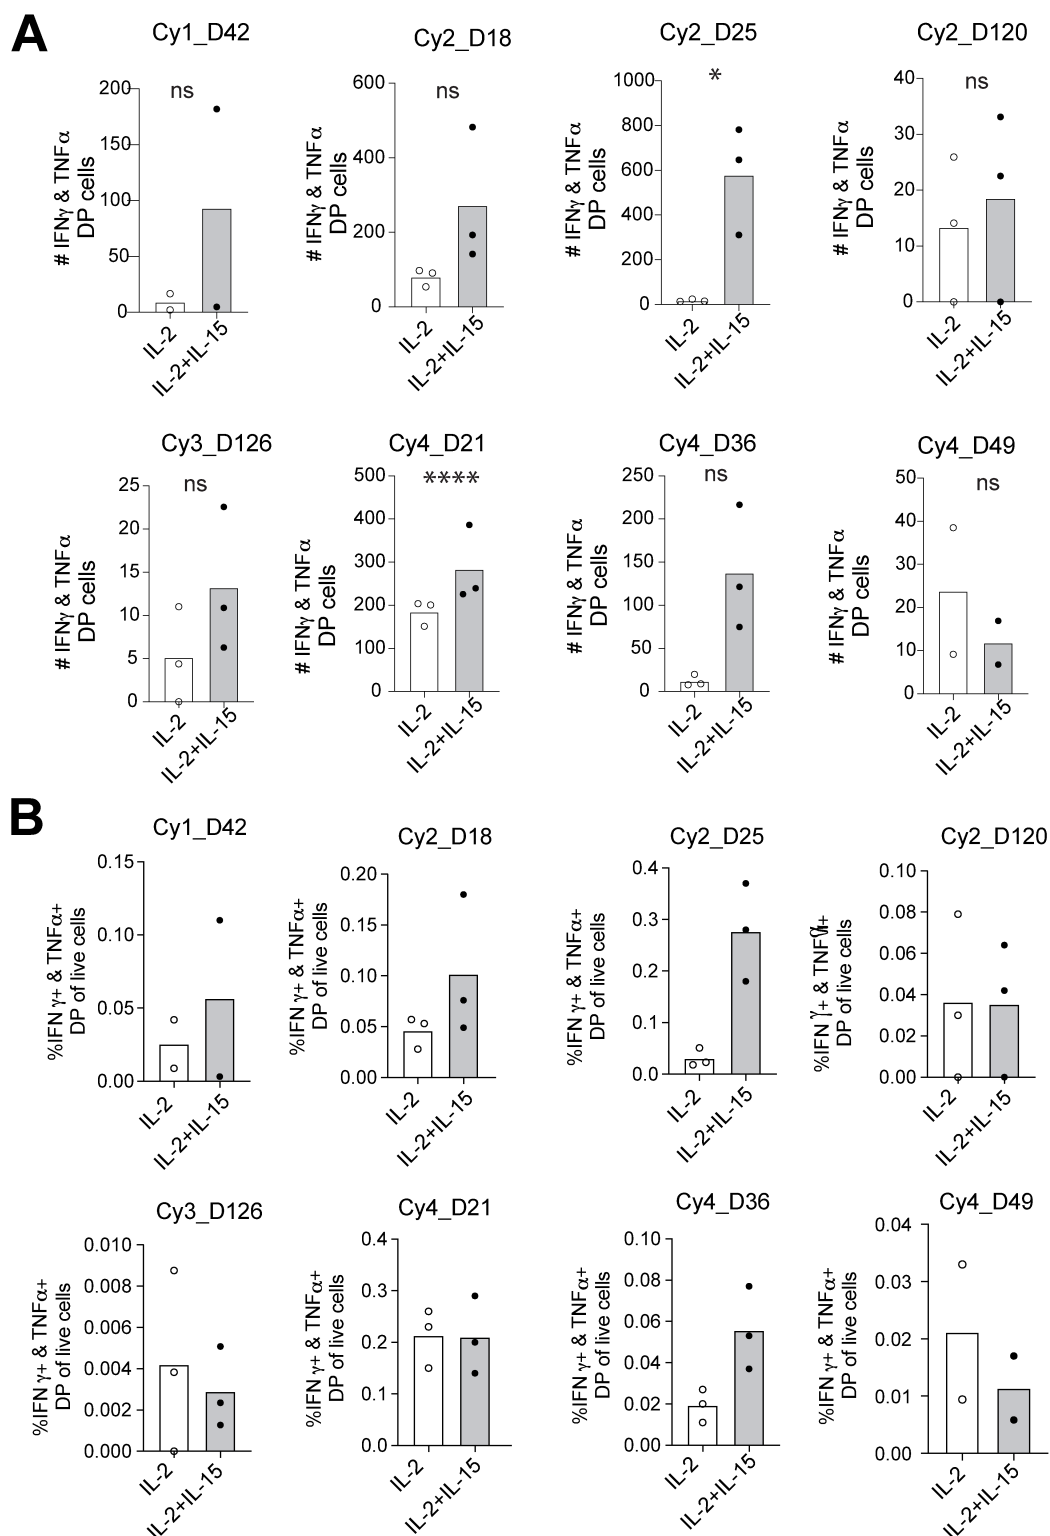 A
Cy1_D42
ns
# IFNγ & TNFα
DP cells
200
150
100
50
0
IL-2
IL-2+IL-15
Cy2_D18
ns
# IFNγ & TNFα
DP cells
600
400
200
0
IL-2
IL-2+IL-15
Cy2_D25
*
# IFNγ & TNFα
DP cells
1000
800
600
400
200
0
IL-2
IL-2+IL-15
Cy2_D120
ns
# IFNγ & TNFα
DP cells
40
30
20
10
0
IL-2
IL-2+IL-15
Cy3_D126
ns
# IFNγ & TNFα
DP cells
25
20
15
10
5
0
IL-2
IL-2+IL-15
Cy4_D21
****
# IFNγ & TNFα
DP cells
500
400
300
200
100
0
IL-2
IL-2+IL-15
Cy4_D36
ns
# IFNγ & TNFα
DP cells
250
200
150
100
50
0
IL-2
IL-2+IL-15
Cy4_D49
ns
# IFNγ & TNFα
DP cells
50
40
30
20
10
0
IL-2
IL-2+IL-15
B
Cy1_D42
%IFN γ+ & TNFα+
DP of live cells
0.15
0.10
0.05
0.00
IL-2
IL-2+IL-15
Cy2_D18
%IFN γ+ & TNFα+
DP of live cells
0.20
0.15
0.10
0.05
0.00
IL-2
IL-2+IL-15
Cy2_D25
%IFN γ+ & TNFα+
DP of live cells
0.4
0.3
0.2
0.1
0.0
IL-2
IL-2+IL-15
Cy2_D120
%IFN γ+ & TNFα+
DP of live cells
0.10
0.08
0.06
0.04
0.02
0.00
IL-2
IL-2+IL-15
Cy3_D126
%IFN γ+ & TNFα+
DP of live cells
0.010
0.008
0.006
0.004
0.002
0.000
IL-2
IL-2+IL-15
Cy4_D21
%IFN γ+ & TNFα+
DP of live cells
0.4
0.3
0.2
0.1
0.0
IL-2
IL-2+IL-15
Cy4_D36
%IFN γ+ & TNFα+
DP of live cells
0.10
0.08
0.06
0.04
0.02
0.00
IL-2
IL-2+IL-15
Cy4_D49
%IFN γ+ & TNFα+
DP of live cells
0.04
0.03
0.02
0.01
0.00
IL-2
IL-2+IL-15